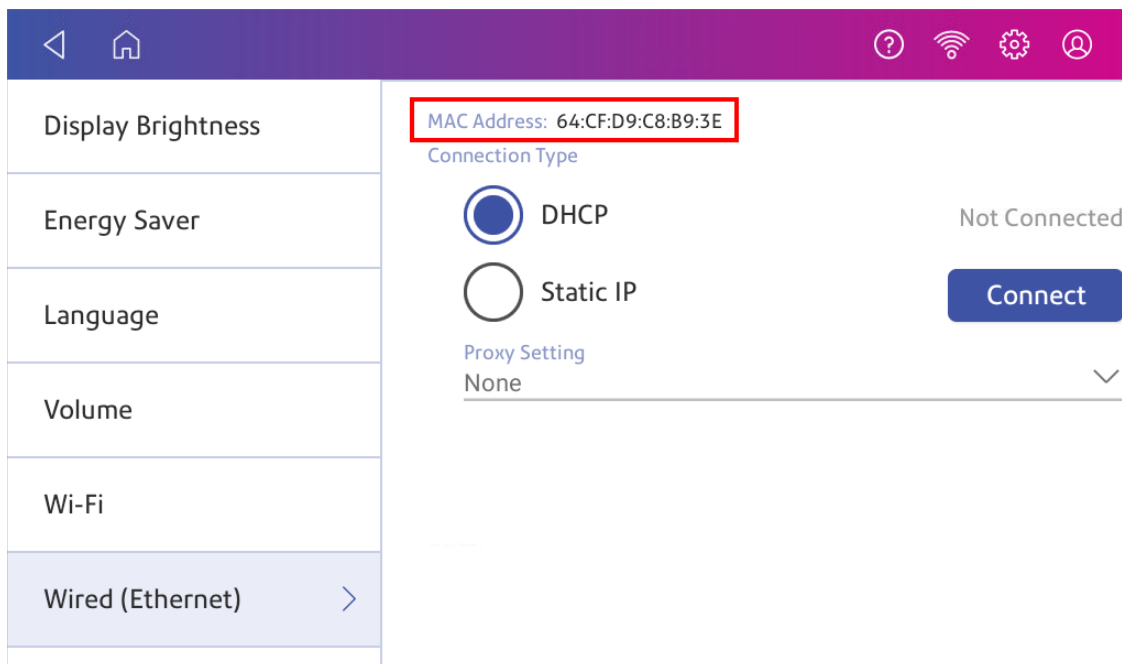 Display Brightness
Energy Saver
Language
Volume
Wi-Fi
Wired (Ethernet)
MAC Address: 64:CF:D9:C8:B9:3E
Connection Type
DHCP
Not Connected
Static IP
Connect
Proxy Setting
None